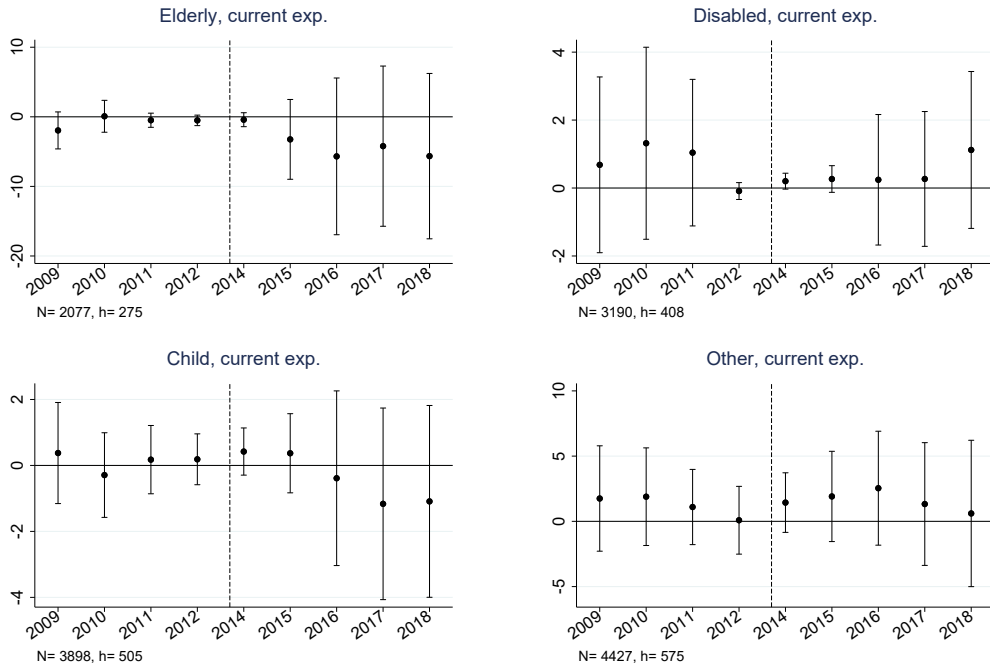 Elderly, current exp.
10
0
-10
-20
2009 2010 2011 2012 2014 2015 2016 2017 2018
N= 2077, h= 275
Disabled, current exp.
4
2
0
-2
2009 2010 2011 2012 2014 2015 2016 2017 2018
N= 3190, h= 408
Child, current exp.
2
0
-2
-4
2009 2010 2011 2012 2014 2015 2016 2017 2018
N= 3898, h= 505
Other, current exp.
10
5
0
-5
2009 2010 2011 2012 2014 2015 2016 2017 2018
N= 4427, h= 575